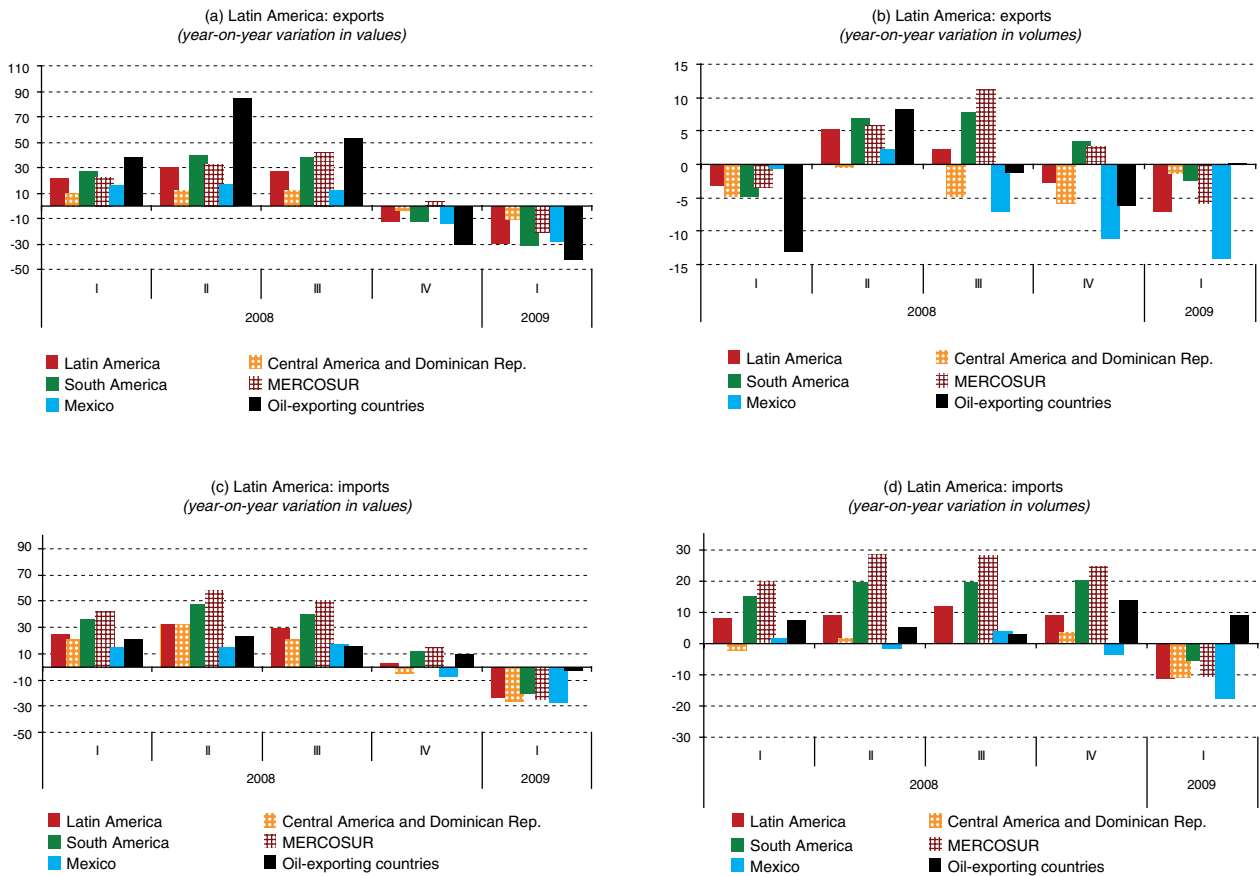 (a) Latin America: exports
(year-on-year variation in values)
110
90
70
50
30
10
-10
-30
-50
I II III IV I
2008 2009
Latin America Central America and Dominican Rep.
South America MERCOSUR
Mexico Oil-exporting countries
(b) Latin America: exports
(year-on-year variation in volumes)
15
10
5
0
-5
-10
-15
I II III IV I
2008 2009
Latin America Central America and Dominican Rep.
South America MERCOSUR
Mexico Oil-exporting countries
(c) Latin America: imports
(year-on-year variation in values)
90
70
50
30
10
-10
-30
-50
I II III IV I
2008 2009
Latin America Central America and Dominican Rep.
South America MERCOSUR
Mexico Oil-exporting countries
(d) Latin America: imports
(year-on-year variation in volumes)
30
20
10
0
-10
-20
-30
I II III IV I
2008 2009
Latin America Central America and Dominican Rep.
South America MERCOSUR
Mexico Oil-exporting countries